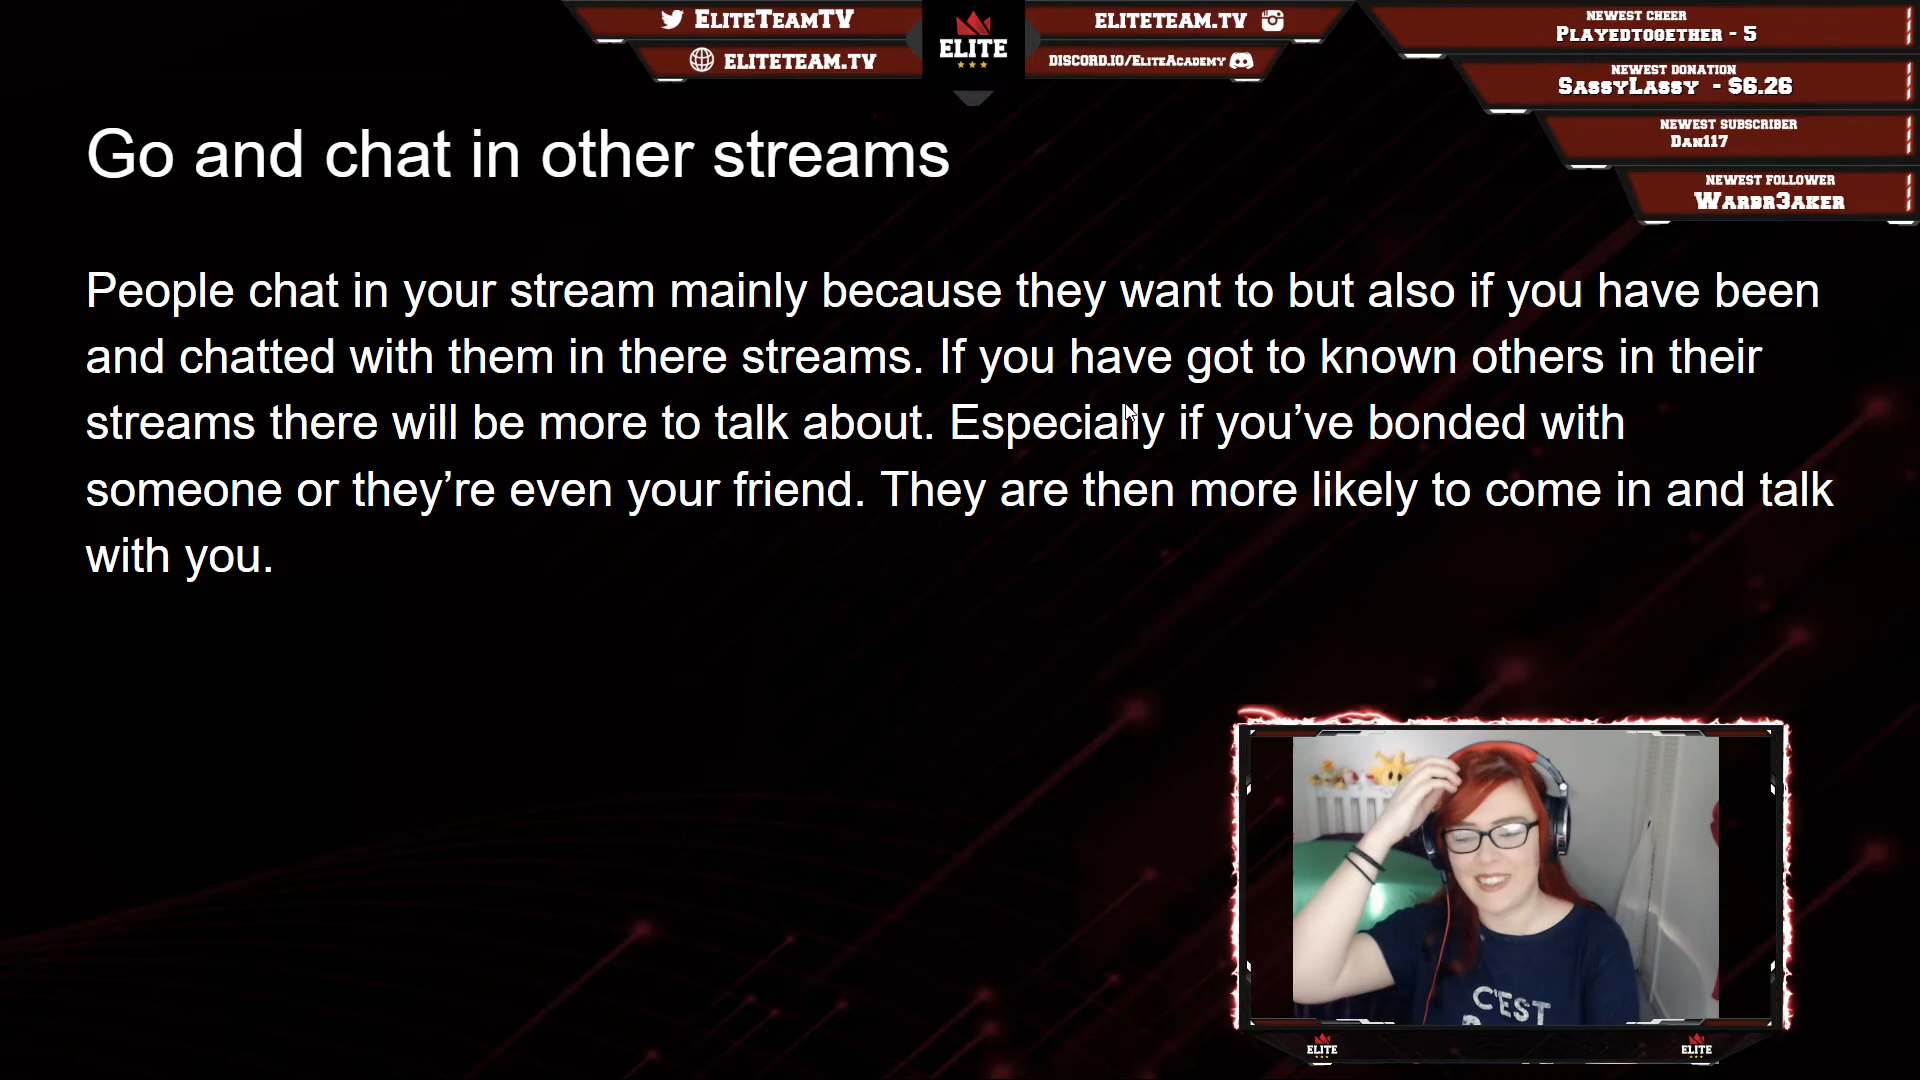 EliteTeamTV
eliteteam.tv
ELITE
eliteteam.tv
discord.io/EliteAcademy
Newest Cheer
Playedtogether - 5
Newest Donation
SassyLassy - $6.26
Newest Subscriber
Dan117
Newest Follower
Warbr3aker
Go and chat in other streams
People chat in your stream mainly because they want to but also if you have been
and chatted with them in there streams. If you have got to known others in their
streams there will be more to talk about. Especially if you’ve bonded with
someone or they’re even your friend. They are then more likely to come in and talk
with you.
C'EST
ELITE
ELITE